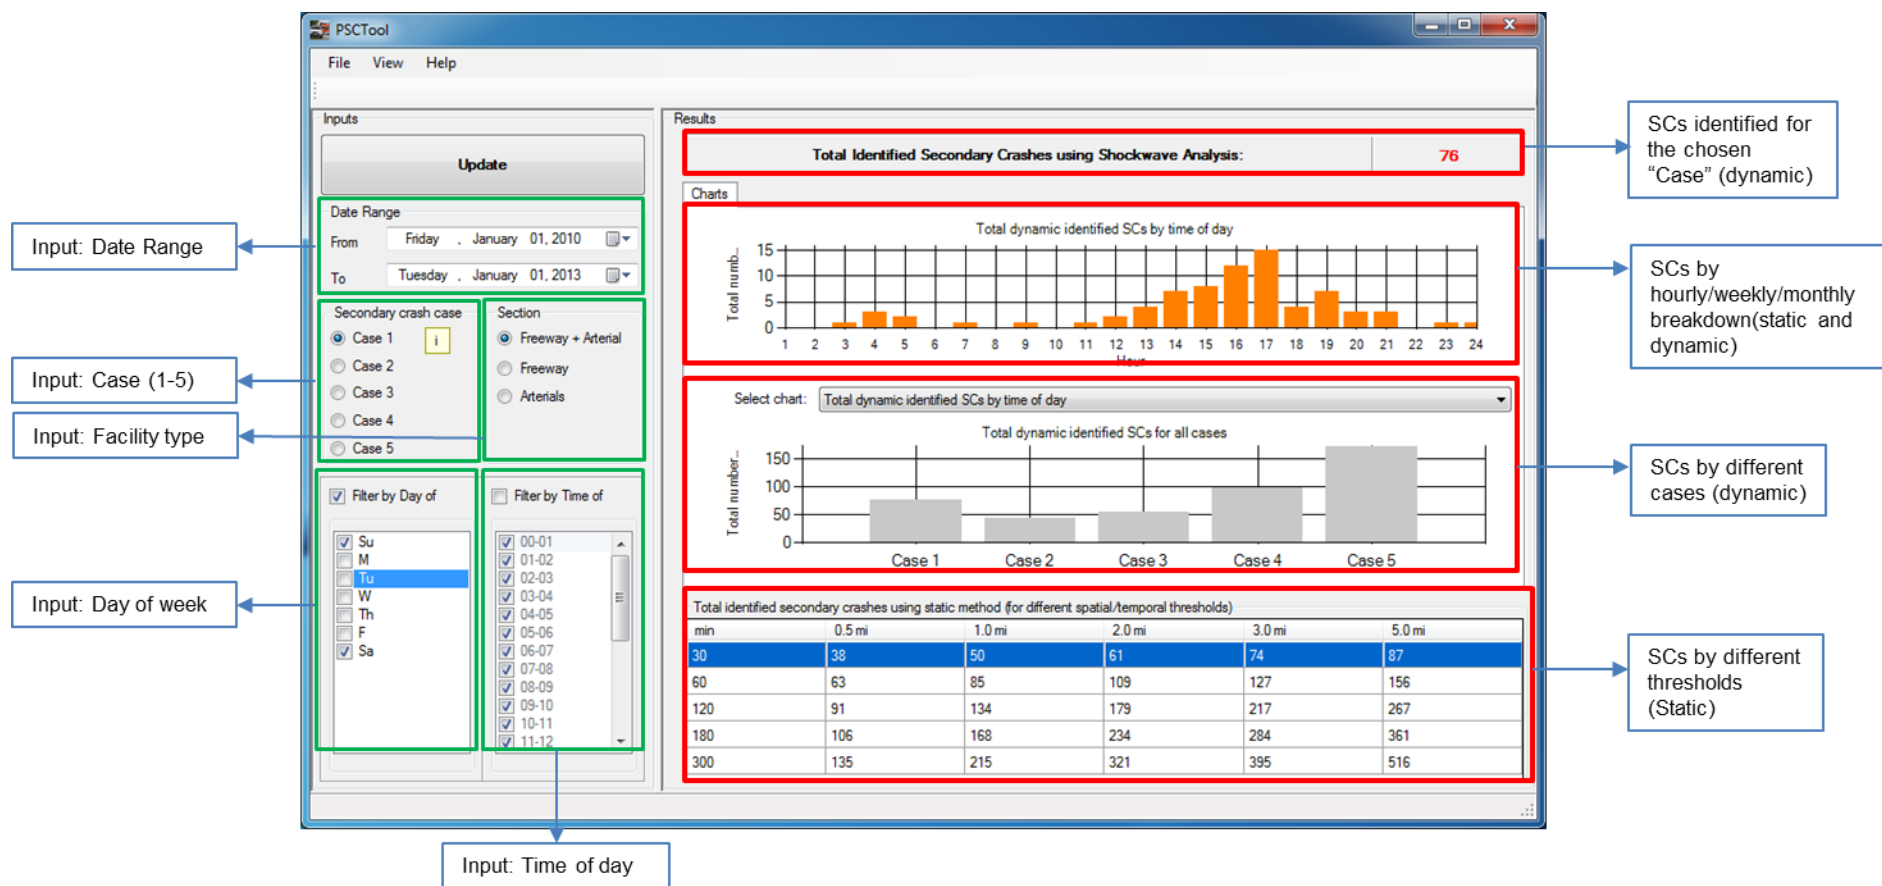 PSCTool
File View Help
Inputs
Update
Date Range
From Friday , January 01, 2010
To Tuesday , January 01, 2013
Secondary crash case
Case 1 i
Case 2
Case 3
Case 4
Case 5
Section
Freeway + Arterial
Freeway
Arterials
Filter by Day of
Su
M
Tu
W
Th
F
Sa
Filter by Time of
00-01
01-02
02-03
03-04
04-05
05-06
06-07
07-08
08-09
09-10
10-11
11-12
Results
Total Identified Secondary Crashes using Shockwave Analysis: 76
Charts
Total dynamic identified SCs by time of day
Total numb...
15
10
5
0
1 2 3 4 5 6 7 8 9 10 11 12 13 14 15 16 17 18 19 20 21 22 23 24
Hour
Select chart: Total dynamic identified SCs by time of day
Total dynamic identified SCs for all cases
Total number...
150
100
50
0
Case 1 Case 2 Case 3 Case 4 Case 5
Total identified secondary crashes using static method (for different spatial/temporal thresholds)
min 0.5 mi 1.0 mi 2.0 mi 3.0 mi 5.0 mi
30 38 50 61 74 87
60 63 85 109 127 156
120 91 134 179 217 267
180 106 168 234 284 361
300 135 215 321 395 516
Input: Date Range
Input: Case (1-5)
Input: Facility type
Input: Day of week
Input: Time of day
SCs identified for
the chosen
“Case” (dynamic)
SCs by
hourly/weekly/monthly
breakdown(static and
dynamic)
SCs by different
cases (dynamic)
SCs by different
thresholds
(Static)